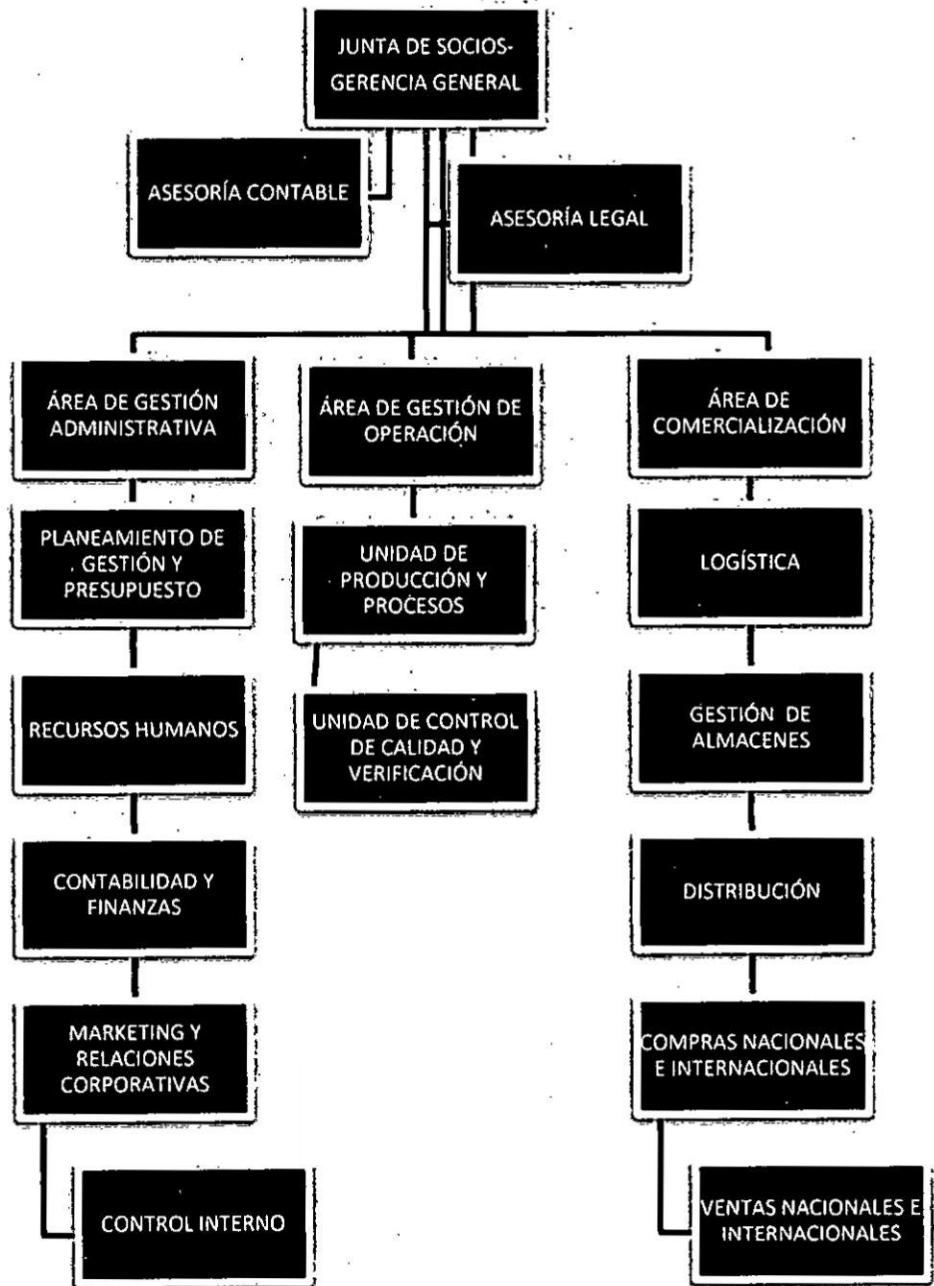 JUNTA DE SOCIOS-
GERENCIA GENERAL
ASESORÍA CONTABLE
ASESORÍA LEGAL
ÁREA DE GESTIÓN
ADMINISTRATIVA
PLANEAMIENTO DE
GESTIÓN Y
PRESUPUESTO
RECURSOS HUMANOS
CONTABILIDAD Y
FINANZAS
MARKETING Y
RELACIONES
CORPORATIVAS
CONTROL INTERNO
ÁREA DE GESTIÓN DE
OPERACIÓN
UNIDAD DE
PRODUCCIÓN Y
PROCESOS
UNIDAD DE CONTROL
DE CALIDAD Y
VERIFICACIÓN
ÁREA DE
COMERCIALIZACIÓN
LOGÍSTICA
GESTIÓN DE
ALMACENES
DISTRIBUCIÓN
COMPRAS NACIONALES
E INTERNACIONALES
VENTAS NACIONALES E
INTERNACIONALES